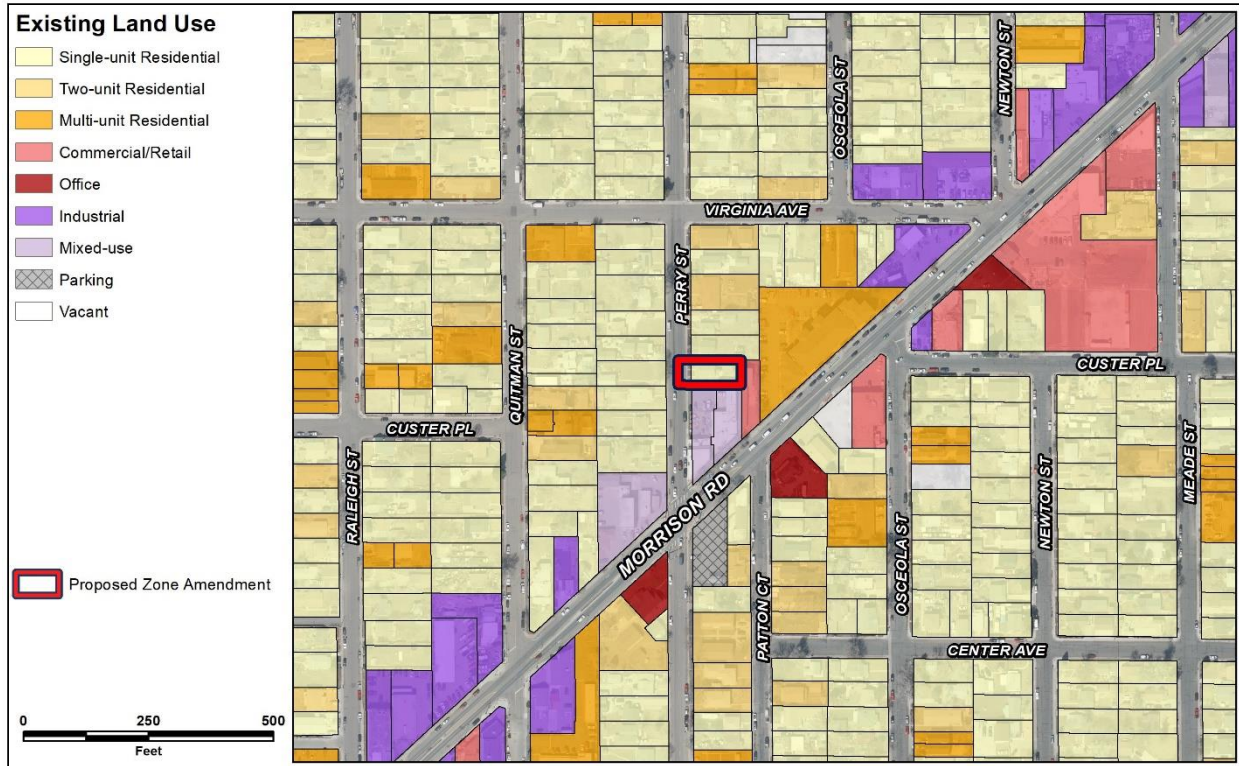 Existing Land Use
Single-unit Residential
Two-unit Residential
Multi-unit Residential
Commercial/Retail
Office
Industrial
Mixed-use
Parking
Vacant
Proposed Zone Amendment
0 250 500
Feet
OSCEOLA ST
NEWTON ST
VIRGINIA AVE
PERRY ST
QUITMAN ST
CUSTER PL
CUSTER PL
RALEIGH ST
MORRISON RD
MEADE ST
NEWTON ST
OSCEOLA ST
PATTON CT
CENTER AVE